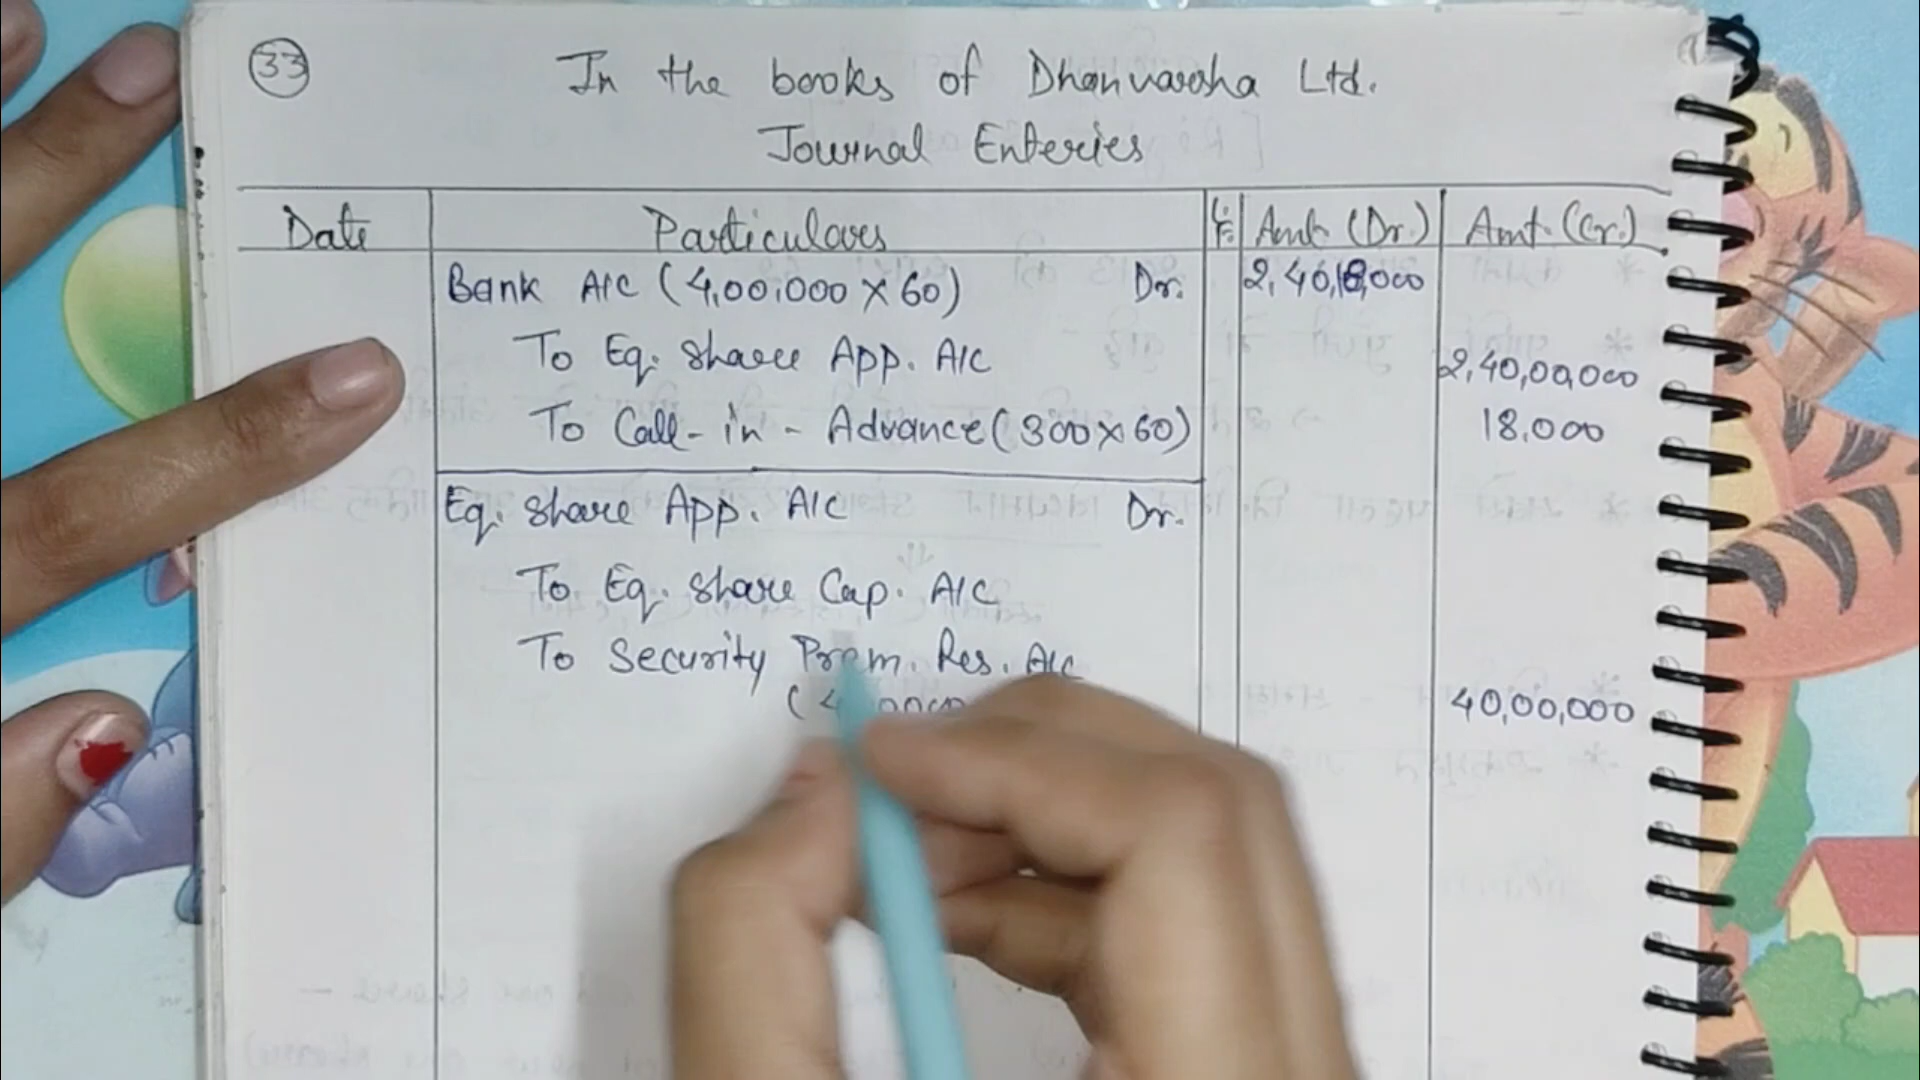 33
In the books of Dhanvarsha Ltd.
Journal Enteries
Date Particulars L.F. Amt. (Dr.) Amt. (Cr.)
Bank A/C (4,00,000 × 60) Dr. 2,40,18,000
To Eq. Share App. A/C 2,40,00,000
To Call-in-Advance (300 × 60) 18,000
Eq. Share App. A/C Dr.
To Eq. Share Cap. A/C
To Security Prem. Res. A/C
40,00,000